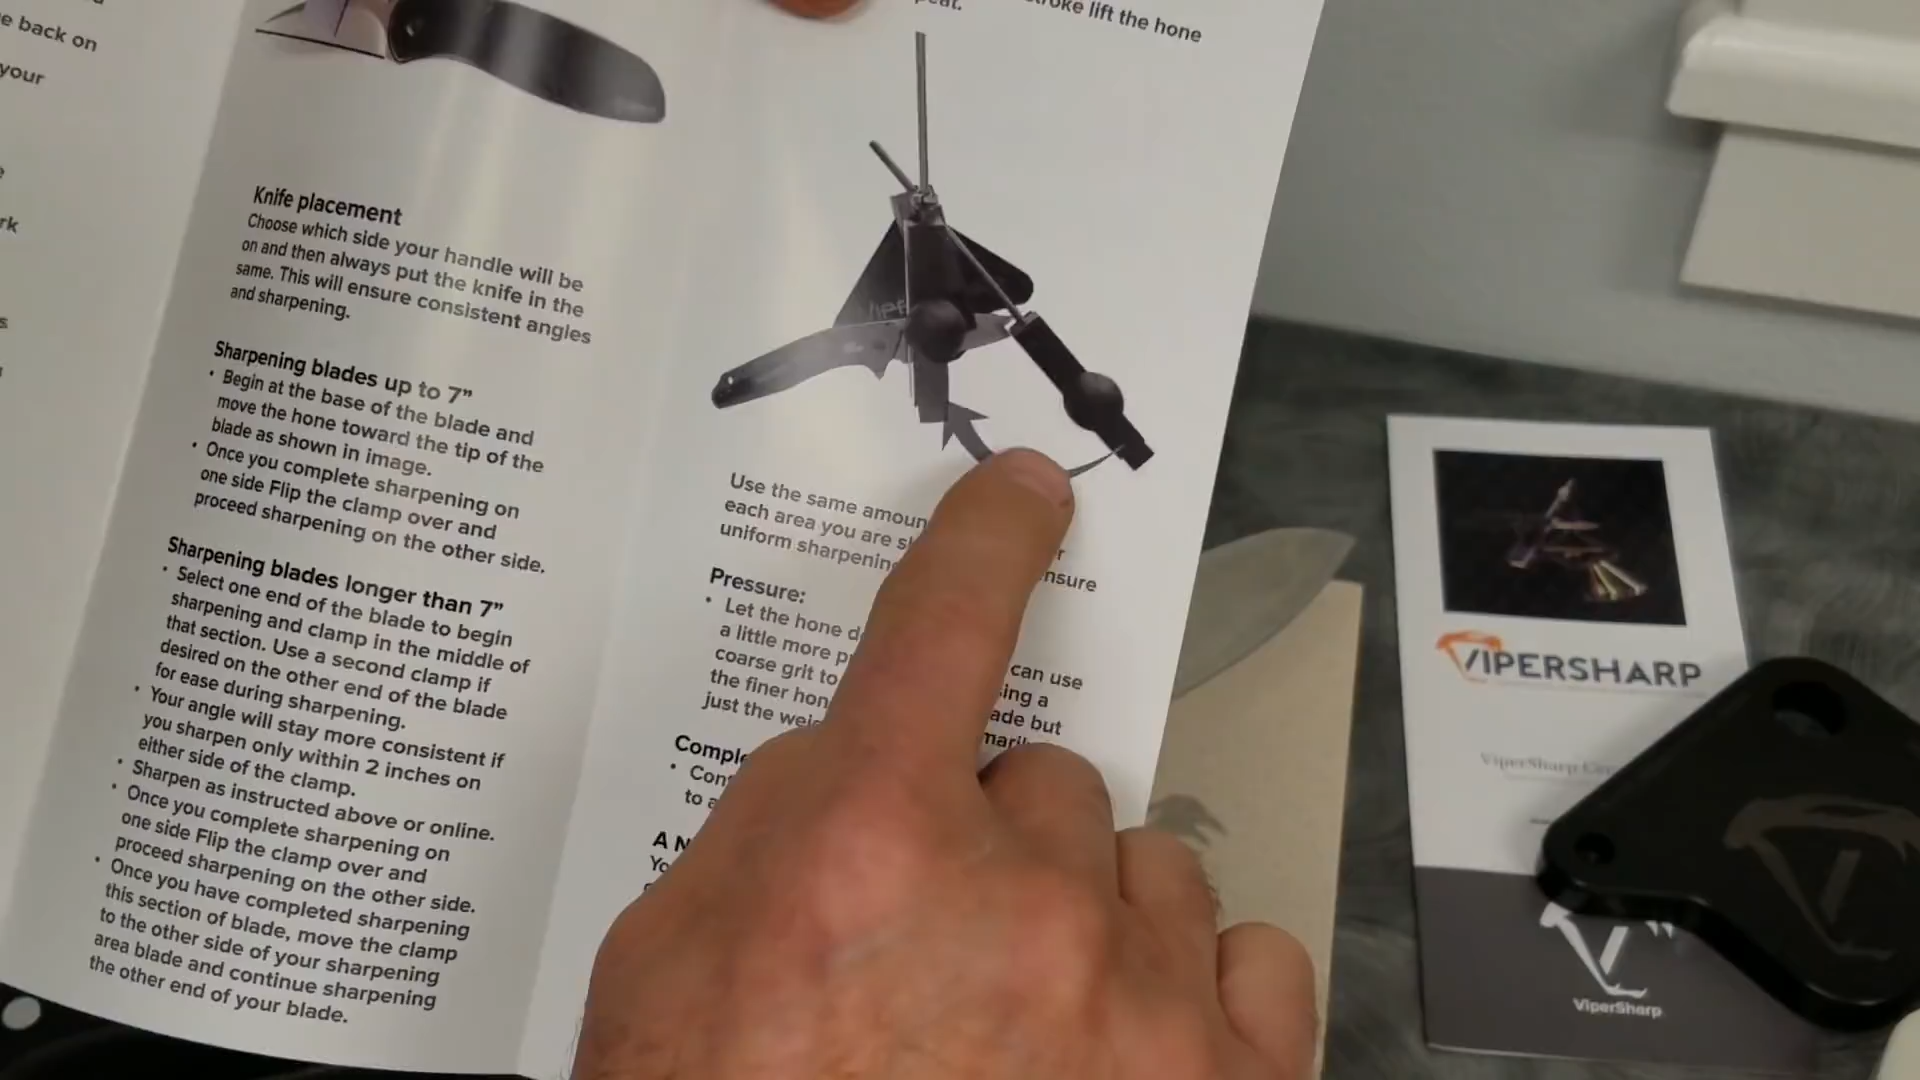 e back on
your
rk
s
Knife placement
Choose which side your handle will be
on and then always put the knife in the
same. This will ensure consistent angles
and sharpening.
Sharpening blades up to 7”
• Begin at the base of the blade and
move the hone toward the tip of the
blade as shown in image.
• Once you complete sharpening on
one side Flip the clamp over and
proceed sharpening on the other side.
Sharpening blades longer than 7”
• Select one end of the blade to begin
sharpening and clamp in the middle of
that section. Use a second clamp if
desired on the other end of the blade
for ease during sharpening.
• Your angle will stay more consistent if
you sharpen only within 2 inches on
either side of the clamp.
• Sharpen as instructed above or online.
• Once you complete sharpening on
one side Flip the clamp over and
proceed sharpening on the other side.
• Once you have completed sharpening
this section of blade, move the clamp
to the other side of your sharpening
area blade and continue sharpening
the other end of your blade.
lift the hone
Use the same
each area you are
uniform sharpening
Pressure:
• Let the hone
a little more can use
coarse grit to
the finer but
just the
to
VIPERSHARP
ViperSharp